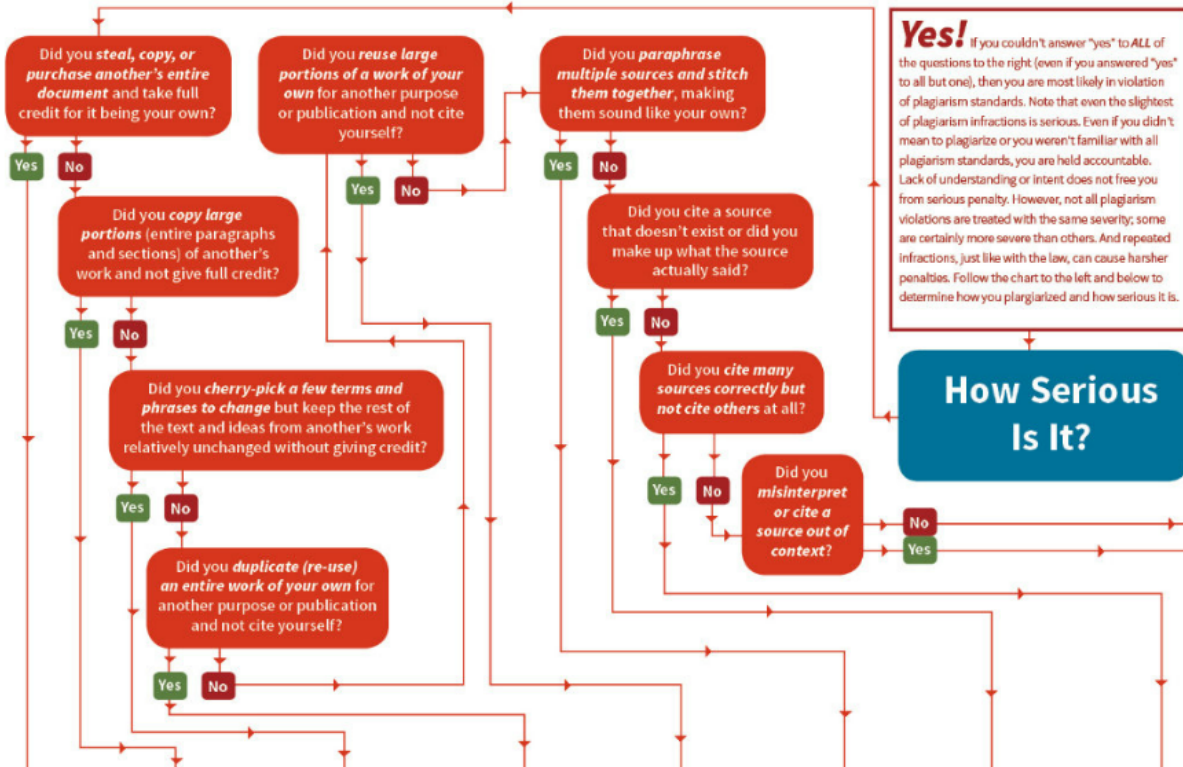 Did you steal, copy, or
purchase another's entire
document and take full
credit for it being your own?
Yes
No
Did you copy large
portions (entire paragraphs
and sections) of another's
work and not give full credit?
Yes
No
Did you cherry-pick a few terms and
phrases to change but keep the rest of
the text and ideas from another's work
relatively unchanged without giving credit?
Yes
No
Did you duplicate (re-use)
an entire work of your own for
another purpose or publication
and not cite yourself?
Yes
No
Did you reuse large
portions of a work of your
own for another purpose
or publication and not cite
yourself?
Yes
No
Did you paraphrase
multiple sources and stitch
them together, making
them sound like your own?
Yes
No
Did you cite a source
that doesn't exist or did you
make up what the source
actually said?
Yes
No
Did you cite many
sources correctly but
not cite others at all?
Yes
No
Did you
misinterpret
or cite a
source out of
context?
No
Yes
Yes! If you couldn't answer "yes" to ALL of
the questions to the right (even if you answered "yes"
to all but one), then you are most likely in violation
of plagiarism standards. Note that even the slightest
of plagiarism infractions is serious. Even if you didn't
mean to plagiarize or you weren't familiar with all
plagiarism standards, you are held accountable.
Lack of understanding or intent does not free you
from serious penalty. However, not all plagiarism
violations are treated with the same severity; some
are certainly more severe than others. And repeated
infractions, just like with the law, can cause harsher
penalties. Follow the chart to the left and below to
determine how you plargiarized and how serious it is.
How Serious
Is It?